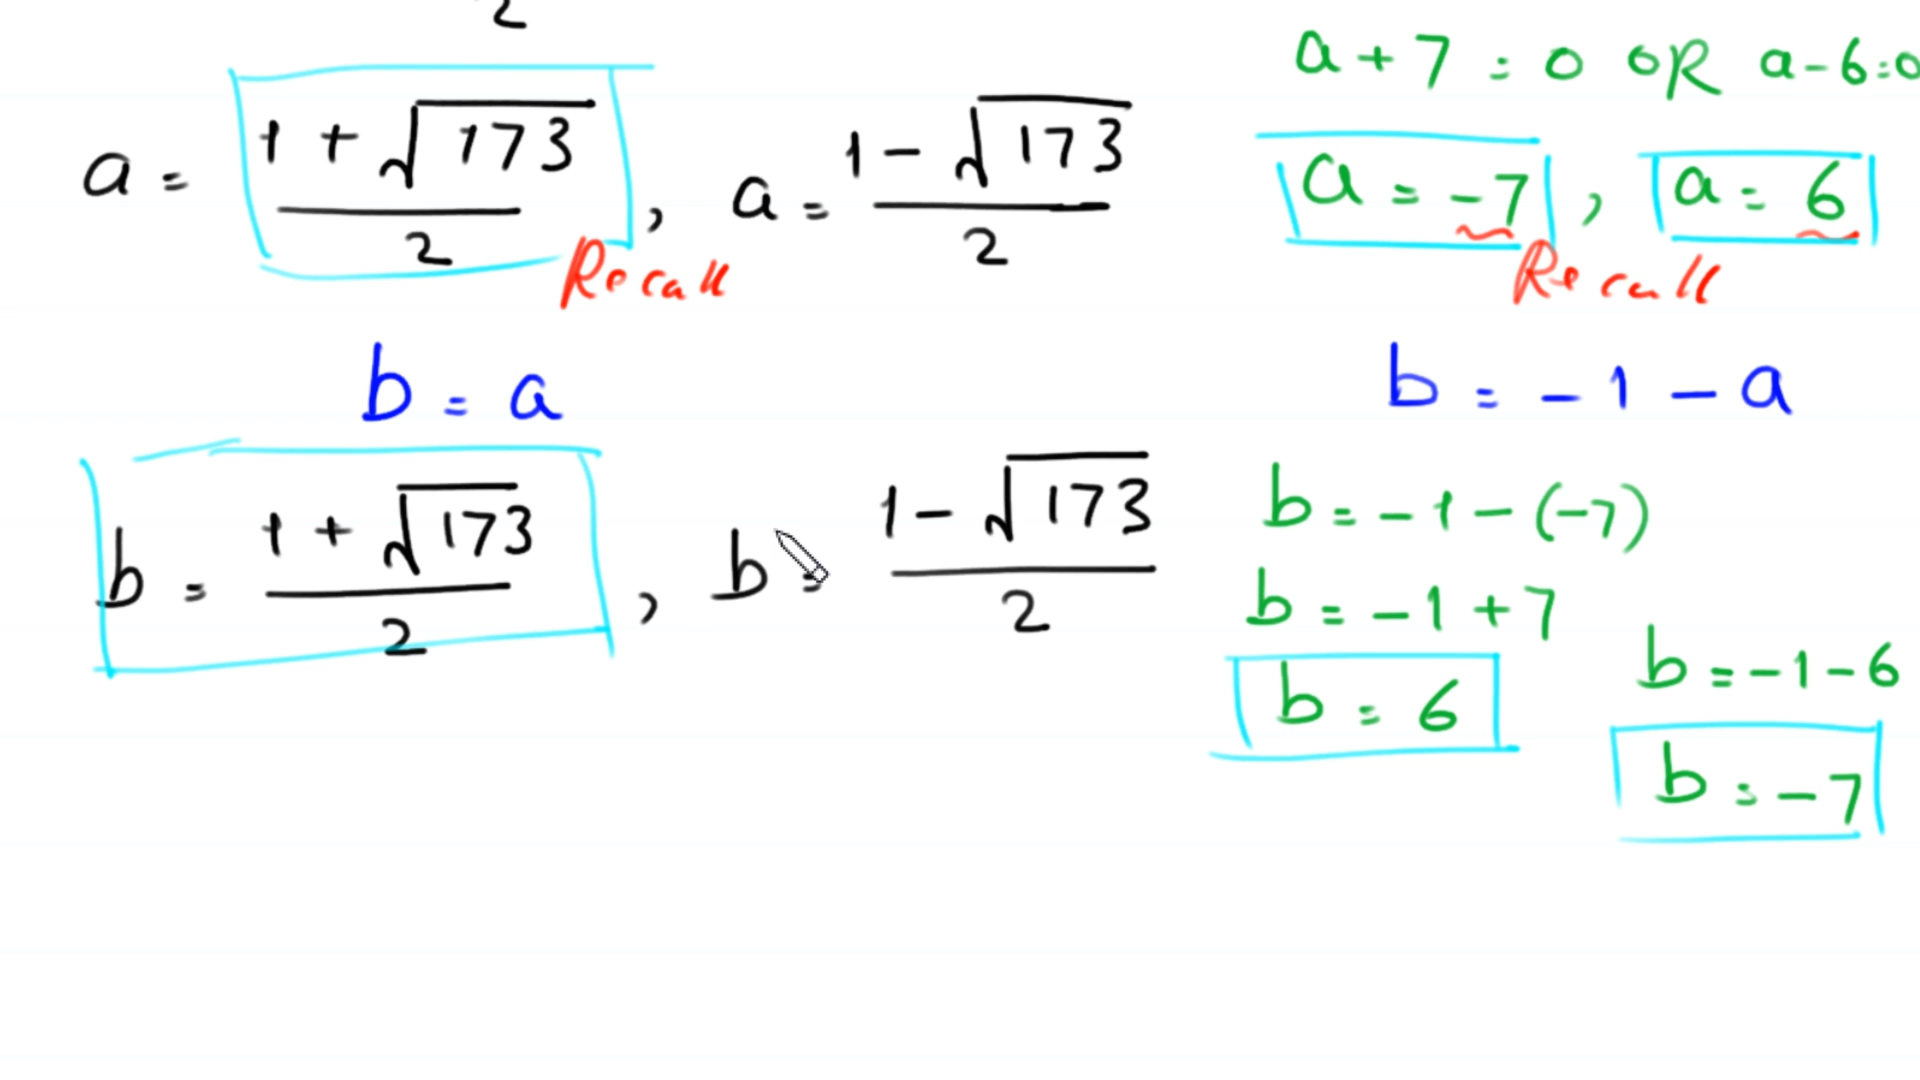 2
a + 7 = 0 OR a - 6 = 0
a = 1 + √173 / 2 , a = 1 - √173 / 2
a = -7 , a = 6
Recall
Recall
b = a
b = -1 - a
b = 1 + √173 / 2 , b = 1 - √173 / 2
b = -1 - (-7)
b = -1 + 7
b = 6
b = -1 - 6
b = -7